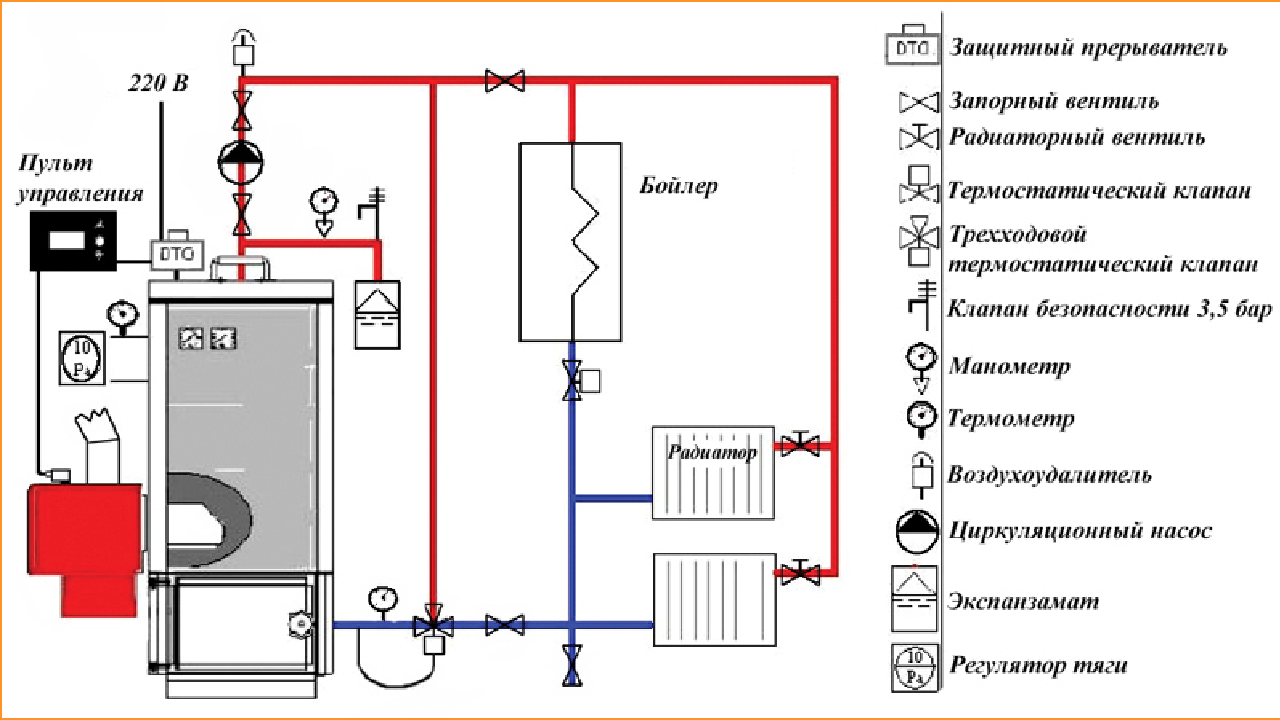 220 В
Пульт
управления
DTO
10
Pa
Бойлер
Радиатор
DTO
Защитный прерыватель
Запорный вентиль
Радиаторный вентиль
Термостатический клапан
Трехходовой
термостатический клапан
Клапан безопасности 3,5 бар
Манометр
Термометр
Воздухоудалитель
Циркуляционный насос
Экспанзамат
10
Pa
Регулятор тяги